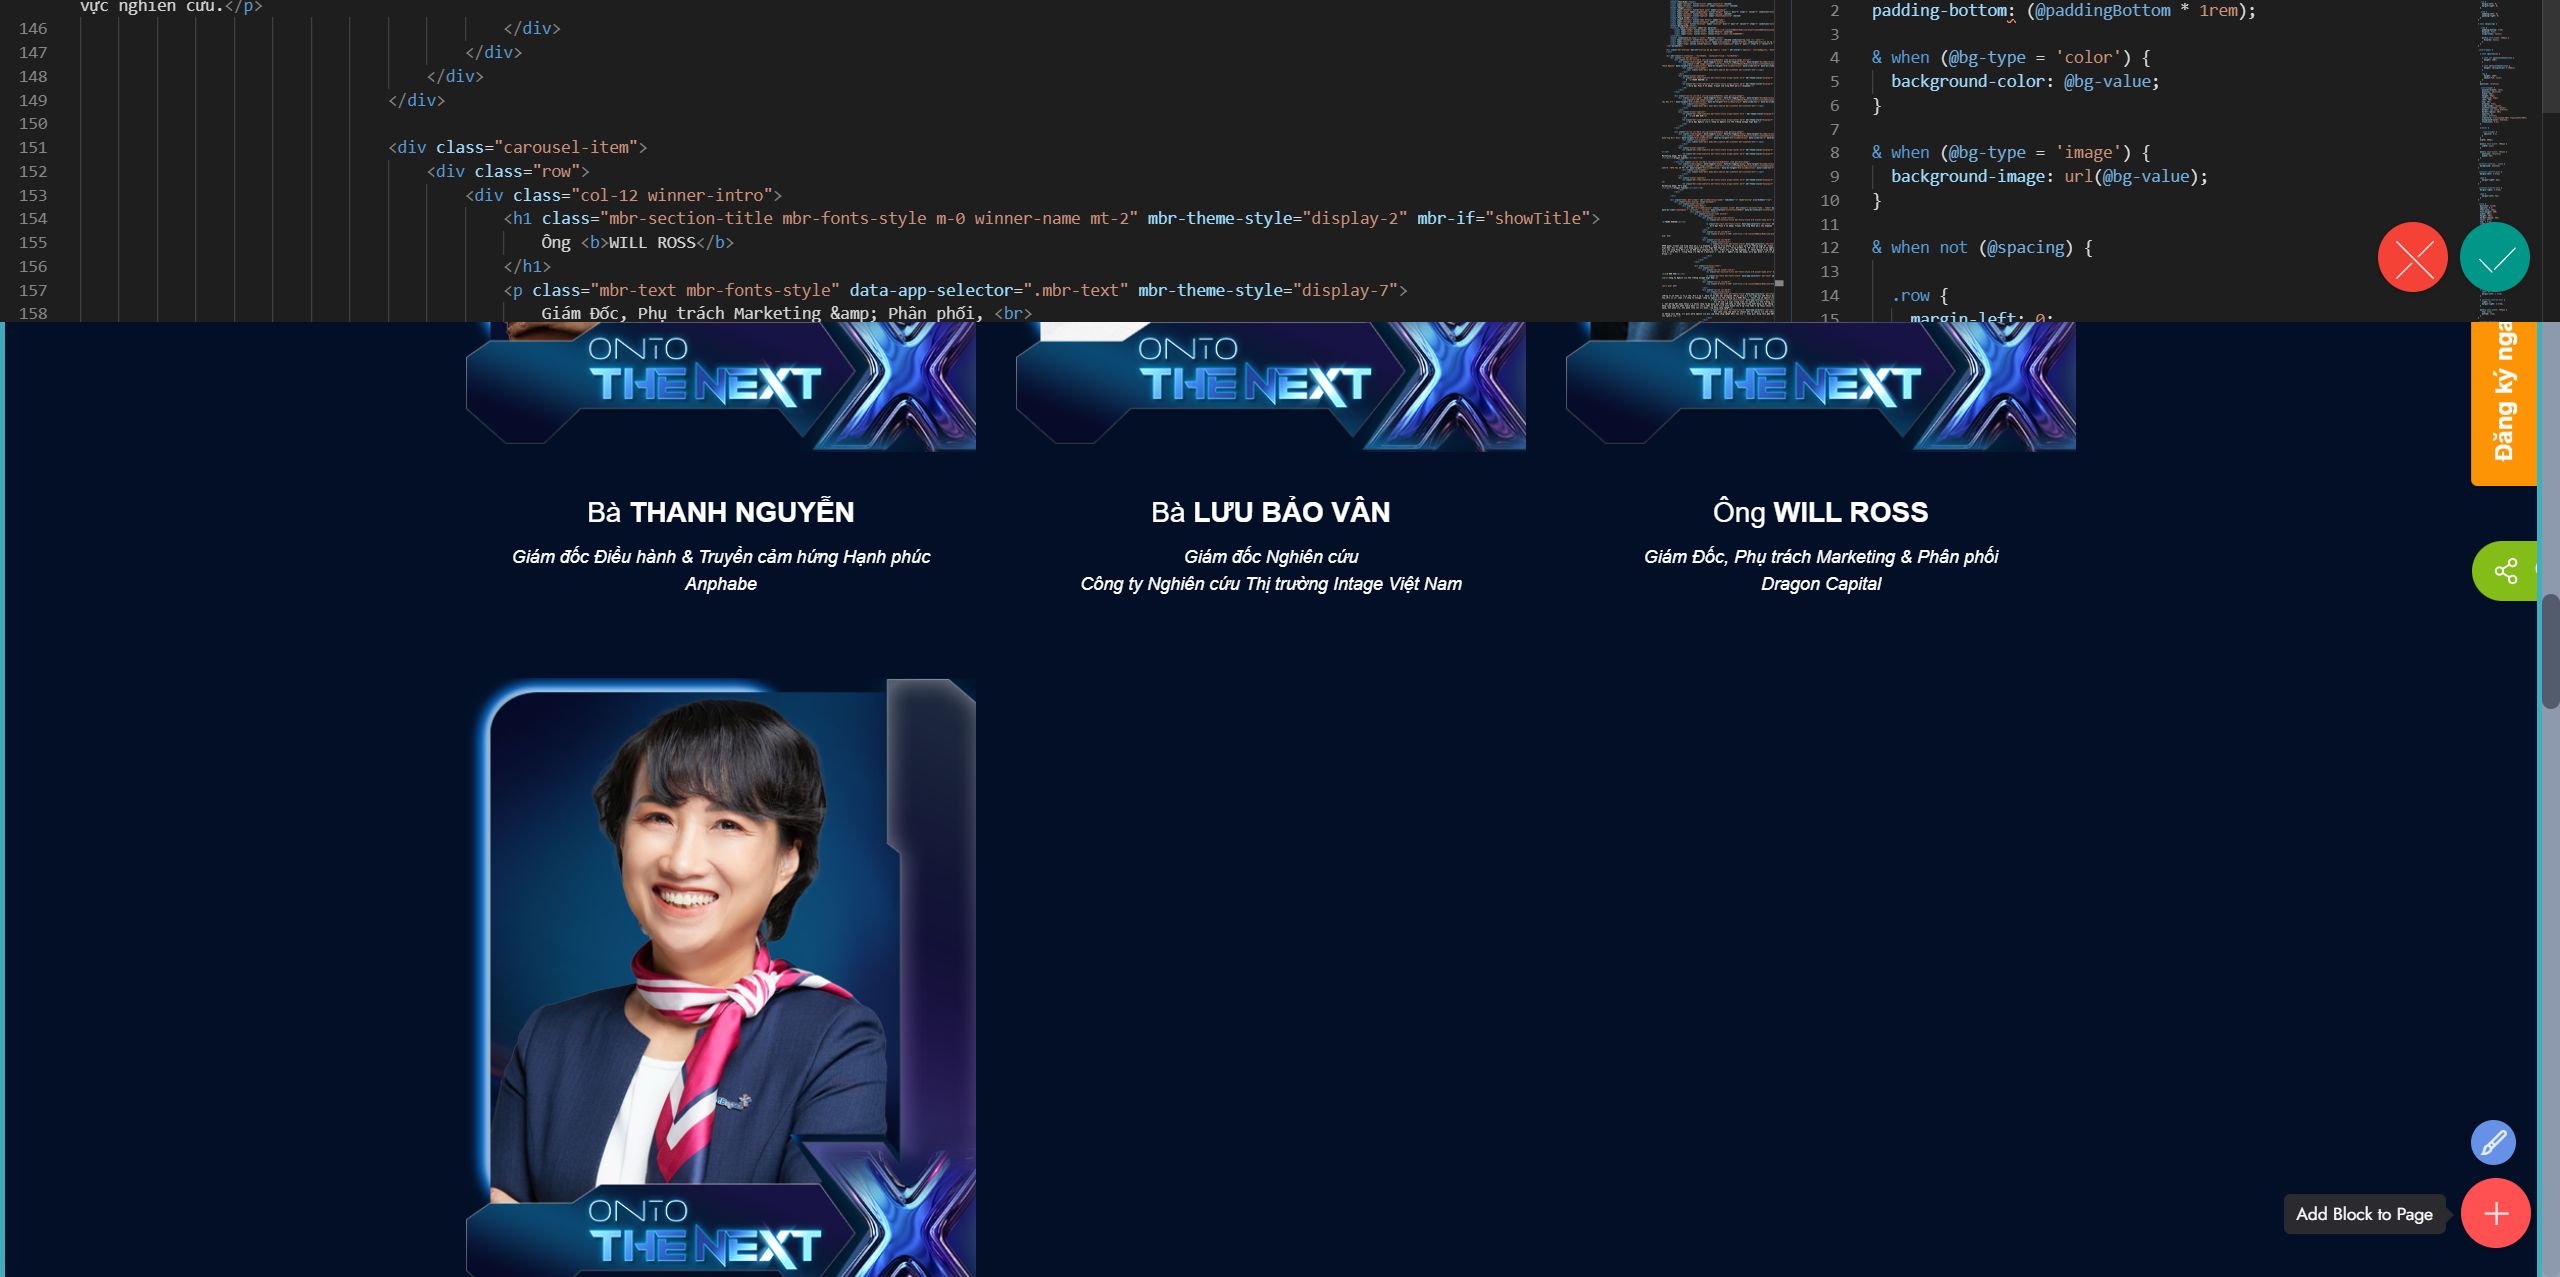 vực nghiên cứu.</p>
146 </div>
147 </div>
148 </div>
149 </div>
150
151 <div class="carousel-item">
152 <div class="row">
153 <div class="col-12 winner-intro">
154 <h1 class="mbr-section-title mbr-fonts-style m-0 winner-name mt-2" mbr-theme-style="display-2" mbr-if="showTitle">
155 Ông <b>WILL ROSS</b>
156 </h1>
157 <p class="mbr-text mbr-fonts-style" data-app-selector=".mbr-text" mbr-theme-style="display-7">
158 Giám Đốc, Phụ trách Marketing &amp; Phân phối, <br>
2 padding-bottom: (@paddingBottom * 1rem);
3
4 & when (@bg-type = 'color') {
5 background-color: @bg-value;
6 }
7
8 & when (@bg-type = 'image') {
9 background-image: url(@bg-value);
10 }
11
12 & when not (@spacing) {
13
14 .row {
15 margin-left: 0;
ONTO
THE NEXT
ONTO
THE NEXT
ONTO
THE NEXT
Đăng ký nga
Bà THANH NGUYỄN
Giám đốc Điều hành & Truyền cảm hứng Hạnh phúc
Anphabe
Bà LƯU BẢO VÂN
Giám đốc Nghiên cứu
Công ty Nghiên cứu Thị trường Intage Việt Nam
Ông WILL ROSS
Giám Đốc, Phụ trách Marketing & Phân phối
Dragon Capital
ONTO
THE NEXT
Add Block to Page